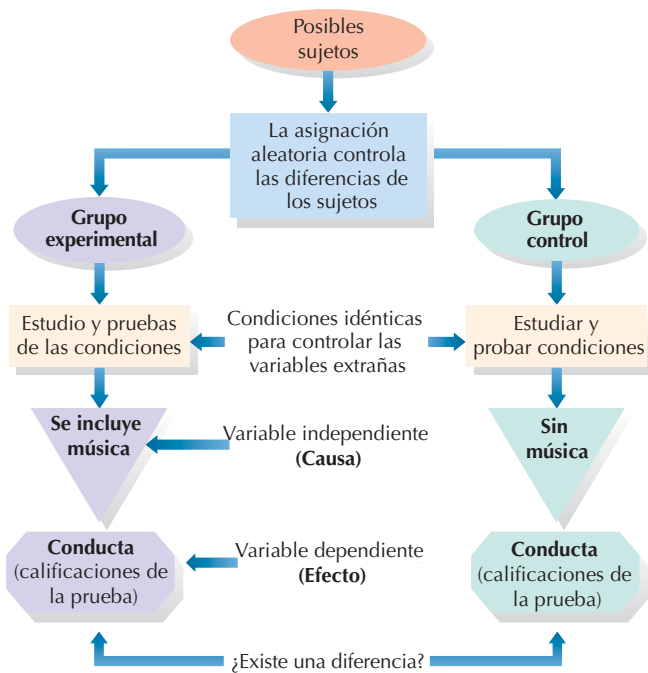 Posibles
sujetos
La asignación
aleatoria controla
las diferencias de
los sujetos
Grupo
experimental
Grupo
control
Estudio y pruebas
de las condiciones
Condiciones idénticas
para controlar las
variables extrañas
Estudiar y
probar condiciones
Se incluye
música
Variable independiente
(Causa)
Sin
música
Conducta
(calificaciones de
la prueba)
Variable dependiente
(Efecto)
Conducta
(calificaciones de
la prueba)
¿Existe una diferencia?